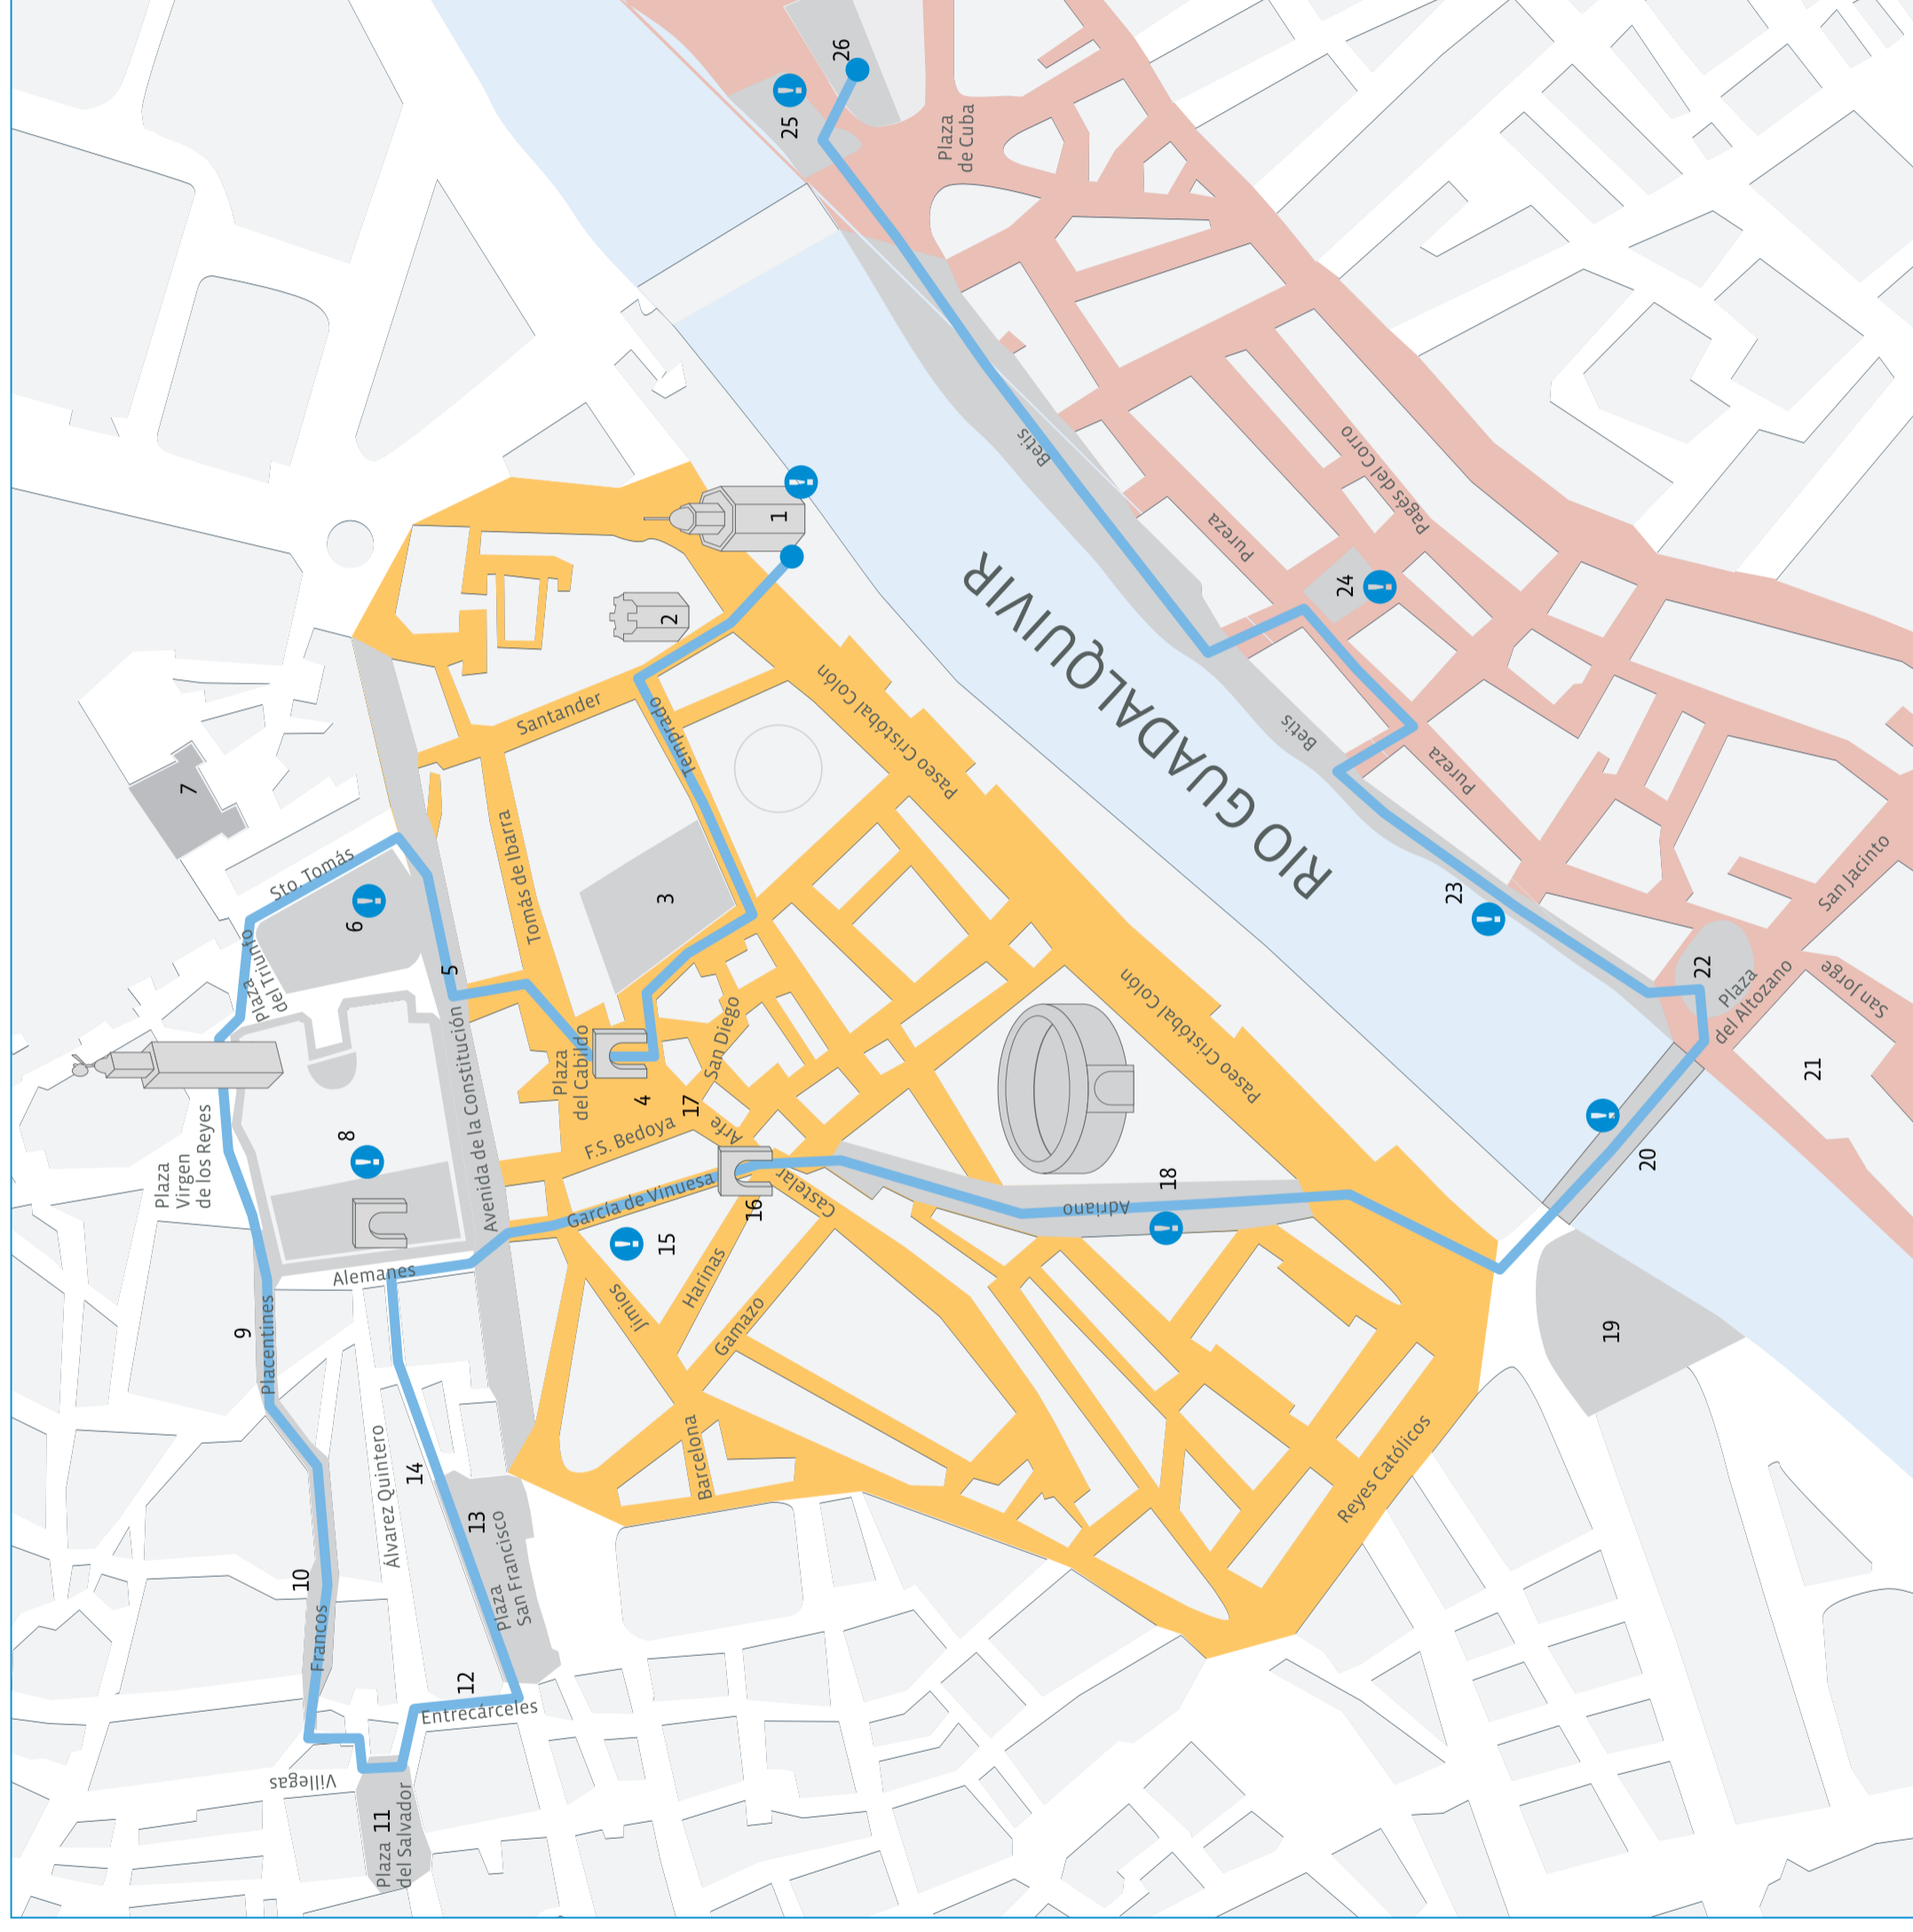 26
25
Plaza
de Cuba
1
2
Betis
Pagés del Corro
Pureza
24
RIO GUADALQUIVIR
Santander
Temprado
Paseo Cristóbal Colón
7
Betis
Pureza
Sto. Tomás
Tomás de Ibarra
3
6
23
San Jacinto
Plaza
del Triunfo
5
22
Plaza
del Altozano
San Jorge
Plaza
del Cabildo
San Diego
Paseo Cristóbal Colón
21
Avenida de la Constitución
4
17
Plaza
Virgen
de los Reyes
8
F.S. Bedoya
Arfe
20
García de Vinuesa
Castelar
16
Adriano
18
15
Alemanes
Harinas
Jimios
Gamazo
19
9
Placentines
Álvarez Quintero
14
Barcelona
Reyes Católicos
13
Plaza
San Francisco
10
Francos
12
Entrecárceles
Villegas
11
Plaza
del Salvador